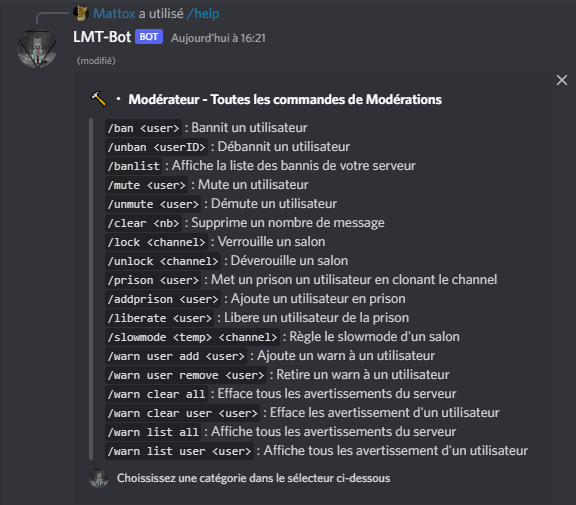 Mattox a utilisé /help
LMT-Bot BOT Aujourd'hui à 16:21
(modifié)
• Modérateur - Toutes les commandes de Modérations
/ban <user> : Bannit un utilisateur
/unban <userID> : Débannit un utilisateur
/banlist : Affiche la liste des bannis de votre serveur
/mute <user> : Mute un utilisateur
/unmute <user> : Démute un utilisateur
/clear <nb> : Supprime un nombre de message
/lock <channel> : Verrouille un salon
/unlock <channel> : Déverouille un salon
/prison <user> : Met un prison un utilisateur en clonant le channel
/addprison <user> : Ajoute un utilisateur en prison
/liberate <user> : Libere un utilisateur de la prison
/slowmode <temp> <channel> : Règle le slowmode d'un salon
/warn user add <user> : Ajoute un warn à un utilisateur
/warn user remove <user> : Retire un warn à un utilisateur
/warn clear all : Efface tous les avertissements du serveur
/warn clear user <user> : Efface les avertissement d'un utilisateur
/warn list all : Affiche tous les avertissements du serveur
/warn list user <user> : Affiche tous les avertissement d'un utilisateur
Choississez une catégorie dans le sélecteur ci-dessous